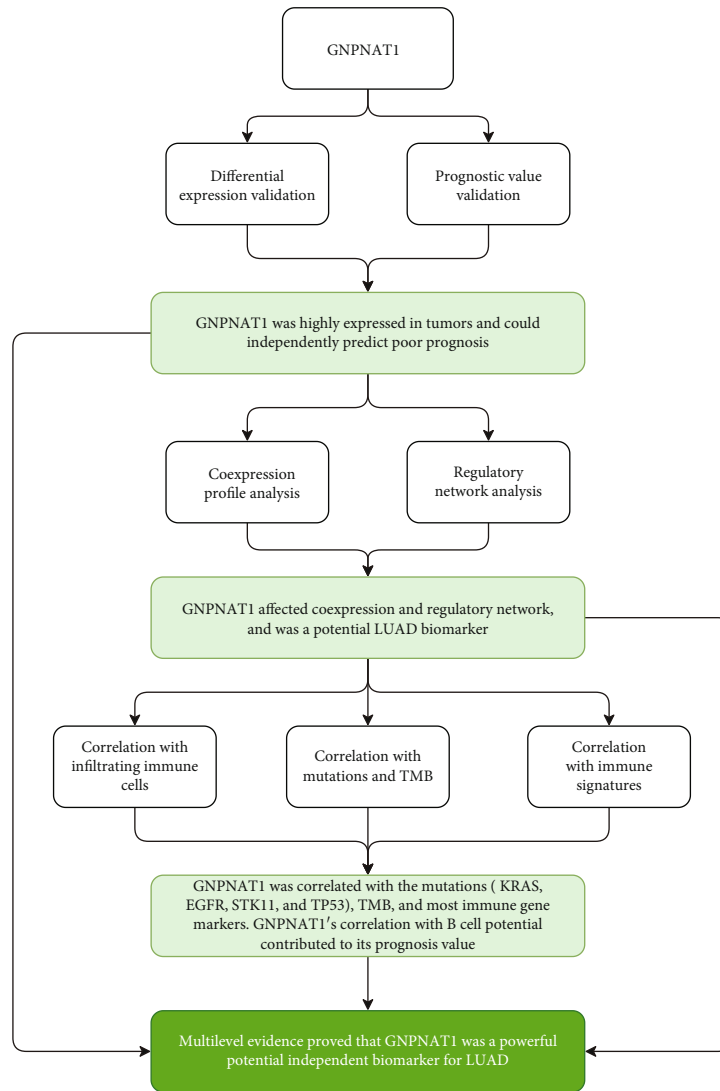 GNPNAT1
Differential
expression validation
Prognostic value
validation
GNPNAT1 was highly expressed in tumors and could
independently predict poor prognosis
Coexpression
profile analysis
Regulatory
network analysis
GNPNAT1 affected coexpression and regulatory network,
and was a potential LUAD biomarker
Correlation with
infiltrating immune
cells
Correlation with
mutations and TMB
Correlation
with immune
signatures
GNPNAT1 was correlated with the mutations ( KRAS,
EGFR, STK11, and TP53), TMB, and most immune gene
markers. GNPNAT1′s correlation with B cell potential
contributed to its prognosis value
Multilevel evidence proved that GNPNAT1 was a powerful
potential independent biomarker for LUAD